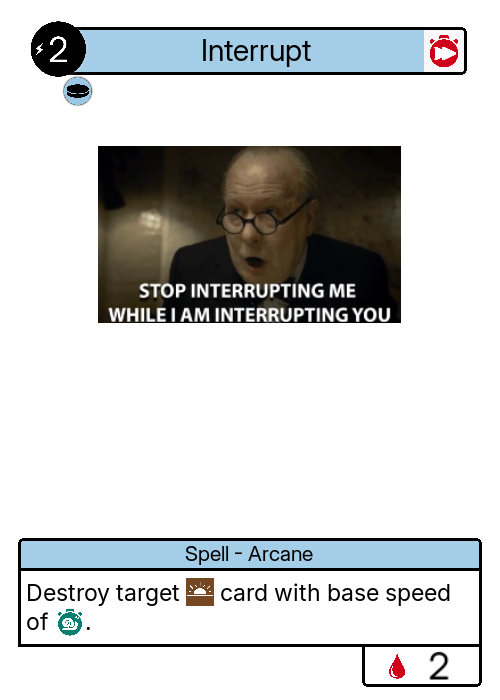 2 Interrupt
STOP INTERRUPTING ME
WHILE I AM INTERRUPTING YOU
Spell - Arcane
Destroy target card with base speed
of .
2